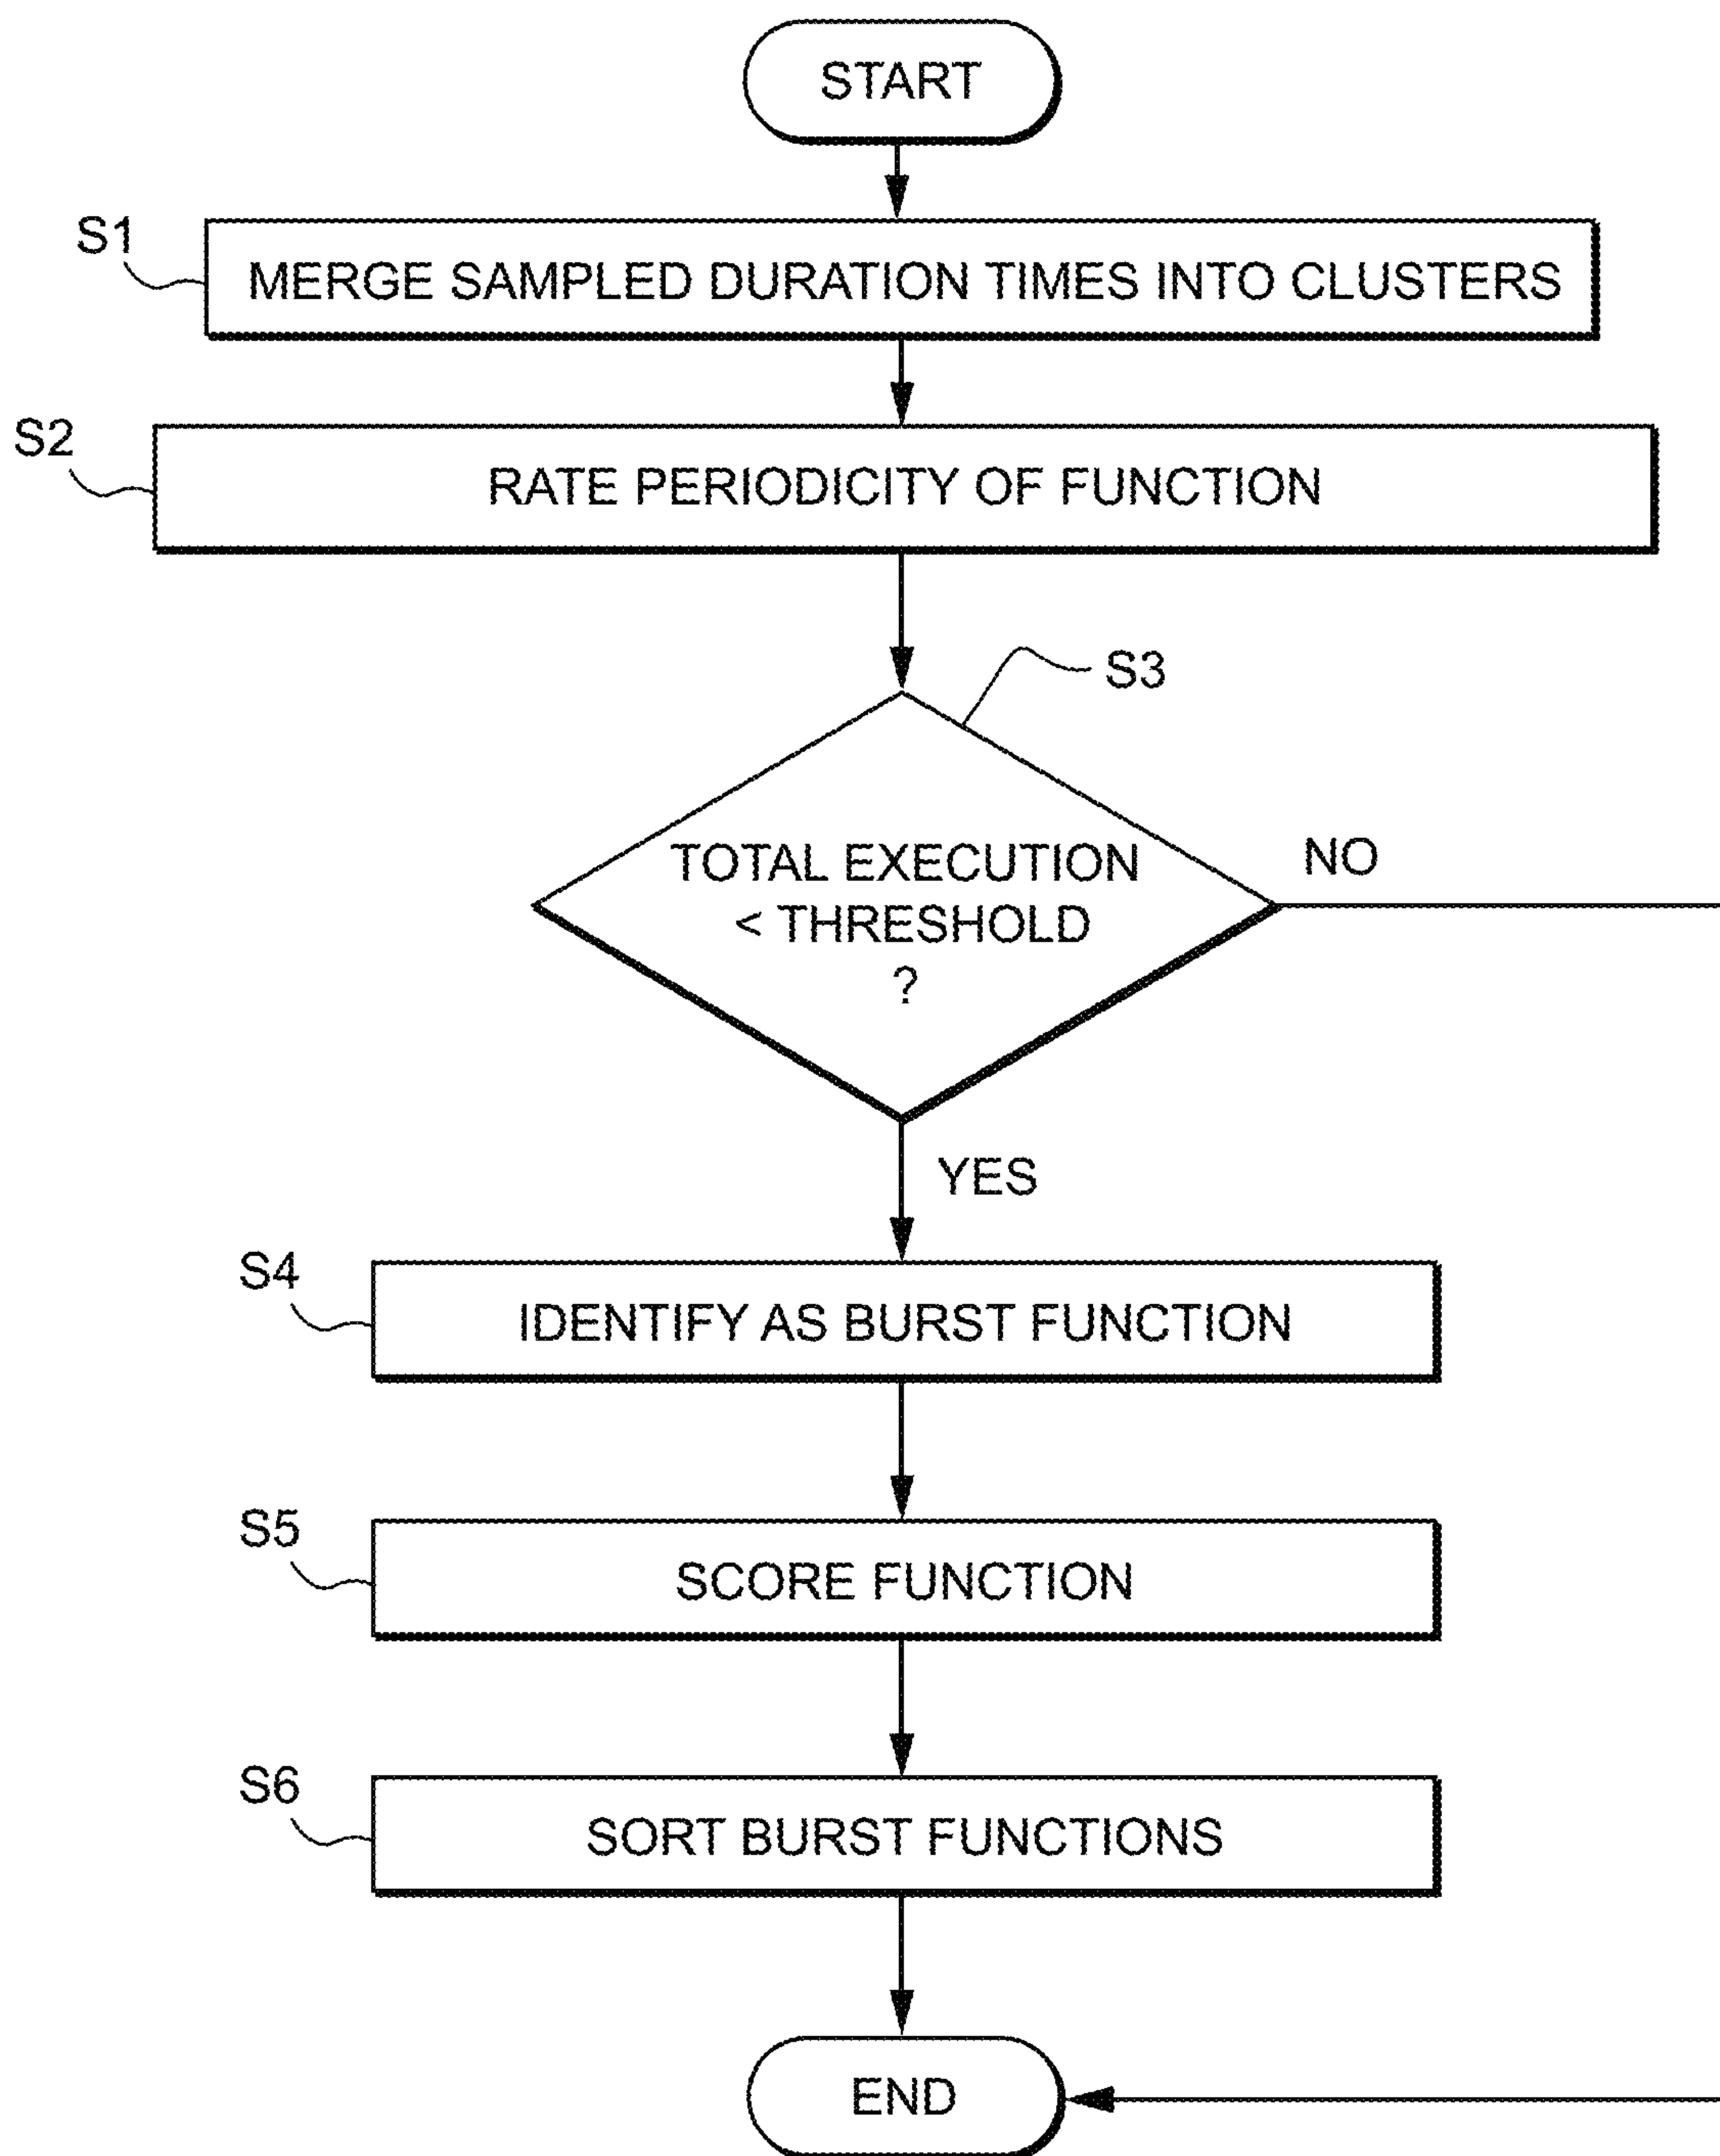 START
S1
MERGE SAMPLED DURATION TIMES INTO CLUSTERS
S2
RATE PERIODICITY OF FUNCTION
S3
TOTAL EXECUTION
< THRESHOLD
?
NO
YES
S4
IDENTIFY AS BURST FUNCTION
S5
SCORE FUNCTION
S6
SORT BURST FUNCTIONS
END